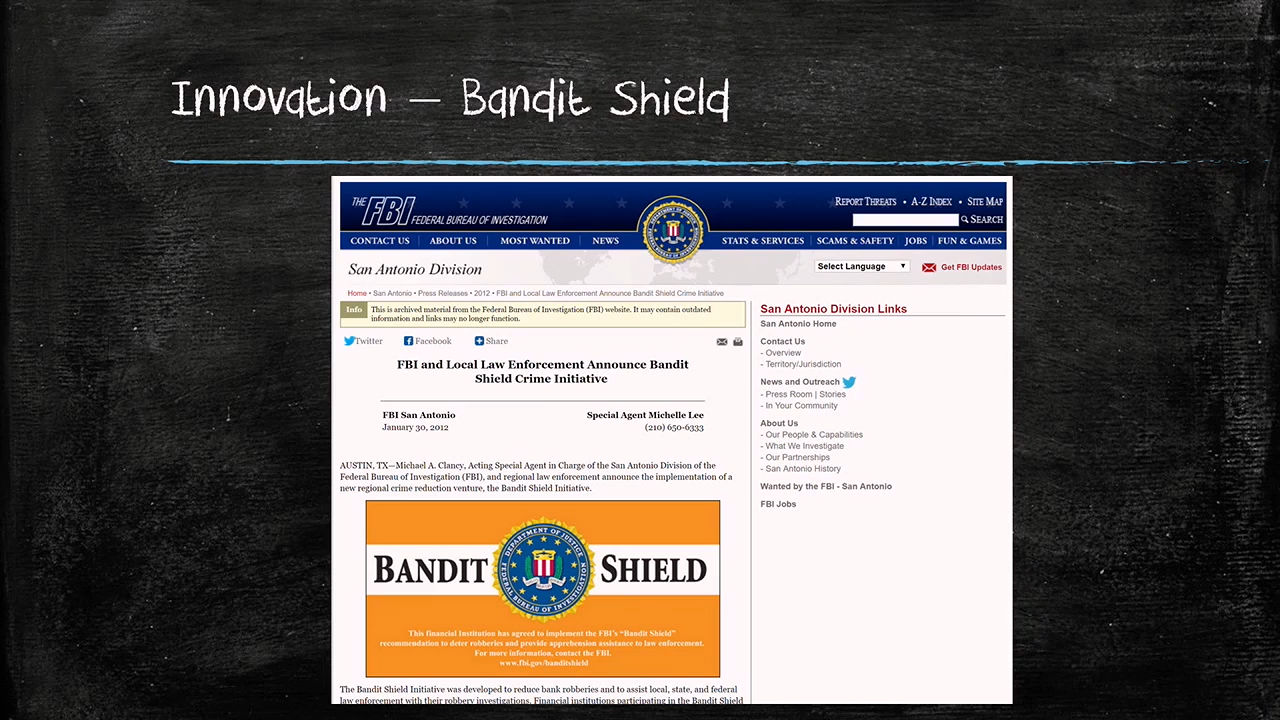 Innovation — Bandit Shield
THE FBI FEDERAL BUREAU OF INVESTIGATION
REPORT THREATS • A-Z INDEX • SITE MAP
SEARCH
CONTACT US ABOUT US MOST WANTED NEWS STATS & SERVICES SCAMS & SAFETY JOBS FUN & GAMES
San Antonio Division
Select Language
Get FBI Updates
Home • San Antonio • Press Releases • 2012 • FBI and Local Law Enforcement Announce Bandit Shield Crime Initiative
Info
This is archived material from the Federal Bureau of Investigation (FBI) website. It may contain outdated
information and links may no longer function.
Twitter Facebook Share
FBI and Local Law Enforcement Announce Bandit
Shield Crime Initiative
FBI San Antonio
January 30, 2012
Special Agent Michelle Lee
(210) 650-6333
AUSTIN, TX—Michael A. Clancy, Acting Special Agent in Charge of the San Antonio Division of the
Federal Bureau of Investigation (FBI), and regional law enforcement announce the implementation of a
new regional crime reduction venture, the Bandit Shield Initiative.
BANDIT SHIELD
DEPARTMENT OF JUSTICE
FEDERAL BUREAU OF INVESTIGATION
This financial Institution has agreed to implement the FBI's “Bandit Shield”
recommendation to deter robberies and provide apprehension assistance to law enforcement.
For more information, contact the FBI.
www.fbi.gov/banditshield
The Bandit Shield Initiative was developed to reduce bank robberies and to assist local, state, and federal
law enforcement with their robbery investigations. Financial institutions participating in the Bandit Shield
San Antonio Division Links
San Antonio Home
Contact Us
- Overview
- Territory/Jurisdiction
News and Outreach
- Press Room | Stories
- In Your Community
About Us
- Our People & Capabilities
- What We Investigate
- Our Partnerships
- San Antonio History
Wanted by the FBI - San Antonio
FBI Jobs